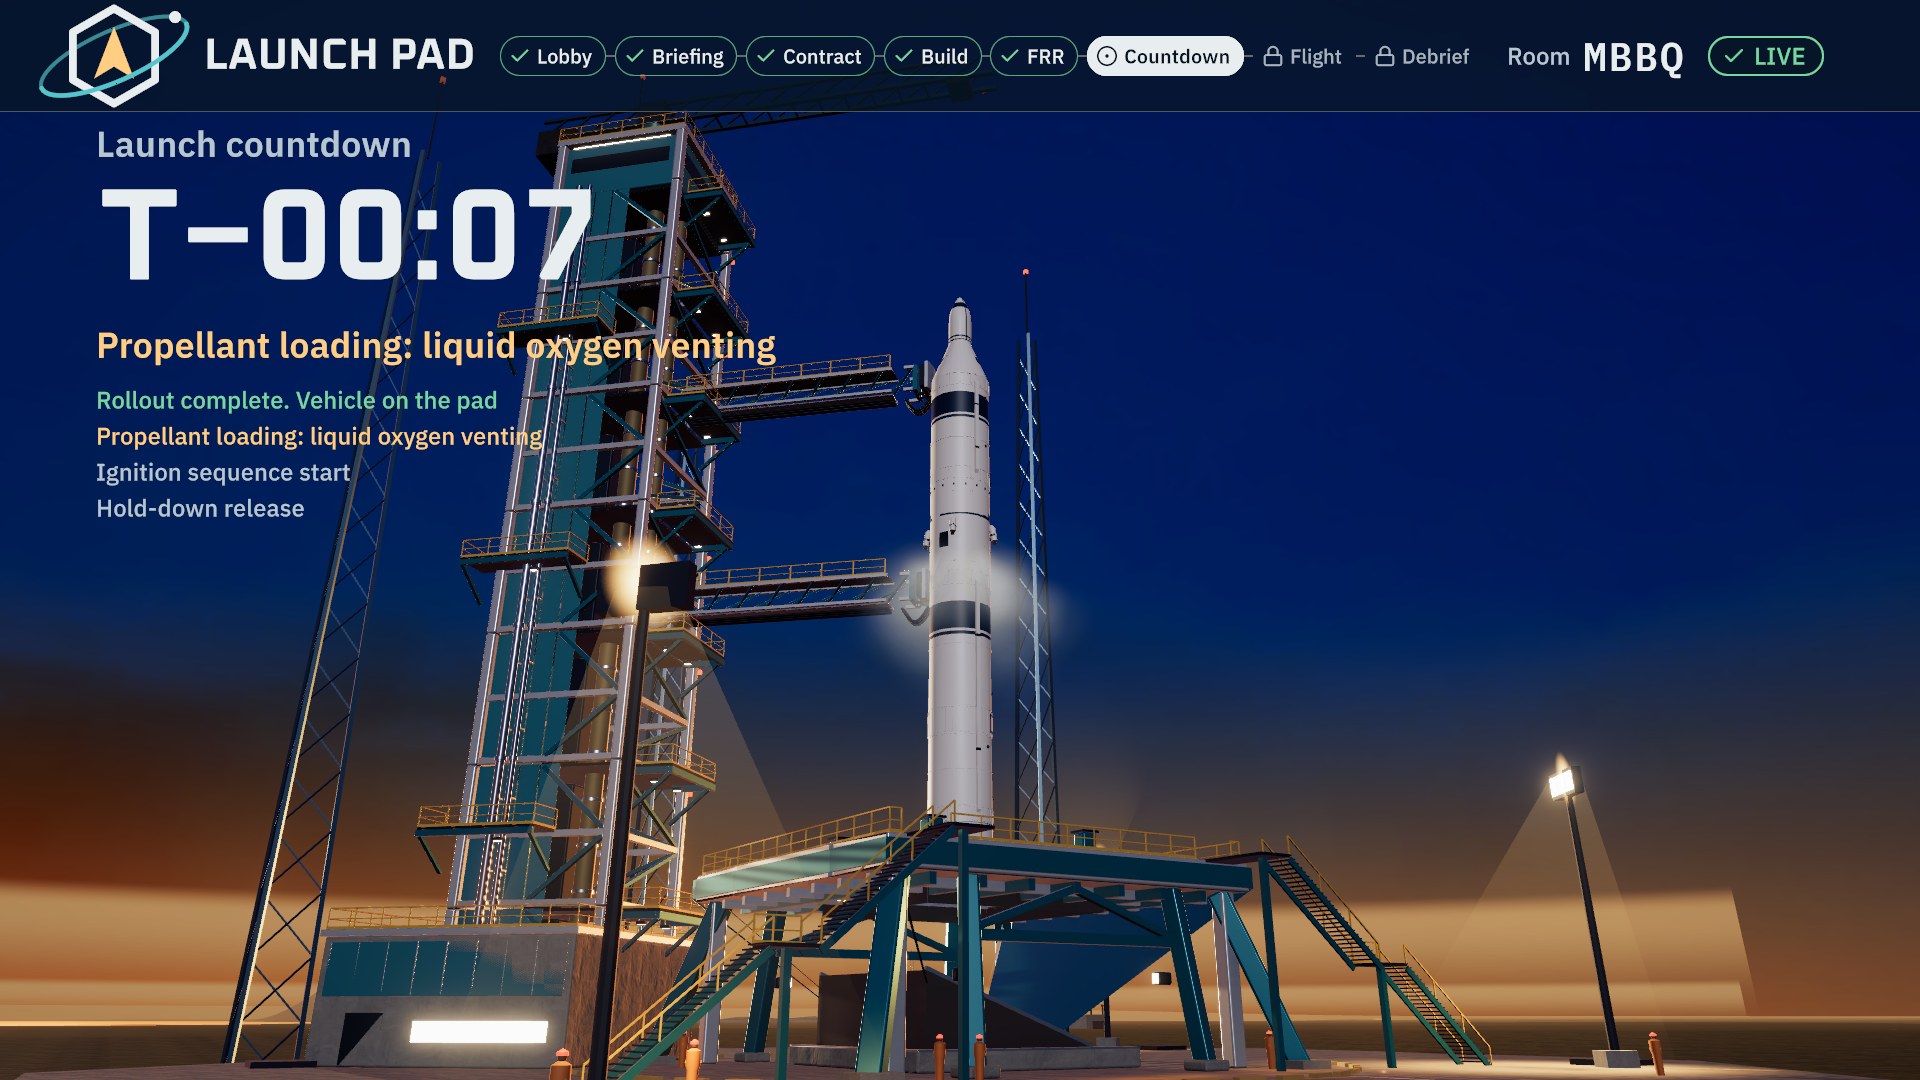 LAUNCH PAD
Lobby
Briefing
Contract
Build
FRR
Countdown
Flight
Debrief
Room MBBQ
LIVE
Launch countdown
T−00:07
Propellant loading: liquid oxygen venting
Rollout complete. Vehicle on the pad
Propellant loading: liquid oxygen venting
Ignition sequence start
Hold-down release